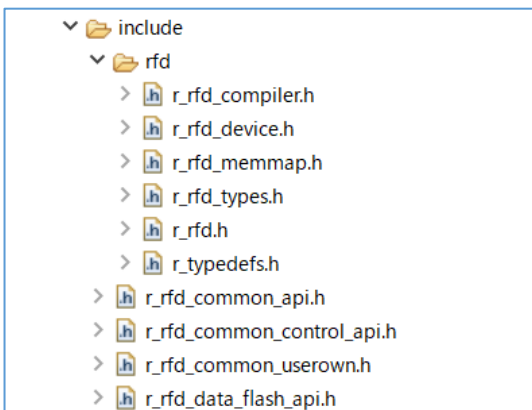 include
rfd
r_rfd_compiler.h
r_rfd_device.h
r_rfd_memmap.h
r_rfd_types.h
r_rfd.h
r_typedefs.h
r_rfd_common_api.h
r_rfd_common_control_api.h
r_rfd_common_userown.h
r_rfd_data_flash_api.h